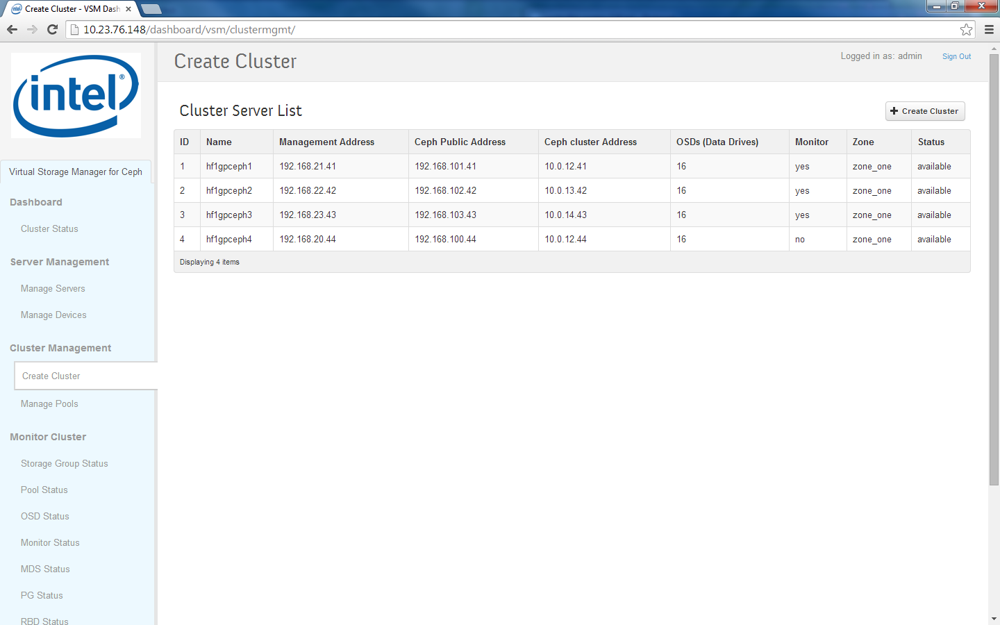 Create Cluster - VSM Dash
10.23.76.148/dashboard/vsm/clustermgmt/
intel®
Create Cluster
Logged in as: admin
Sign Out
Virtual Storage Manager for Ceph
Dashboard
Cluster Status
Server Management
Manage Servers
Manage Devices
Cluster Management
Create Cluster
Manage Pools
Monitor Cluster
Storage Group Status
Pool Status
OSD Status
Monitor Status
MDS Status
PG Status
RBD Status
Cluster Server List
Create Cluster
ID Name Management Address Ceph Public Address Ceph cluster Address OSDs (Data Drives) Monitor Zone Status
1 hf1gpceph1 192.168.21.41 192.168.101.41 10.0.12.41 16 yes zone_one available
2 hf1gpceph2 192.168.22.42 192.168.102.42 10.0.13.42 16 yes zone_one available
3 hf1gpceph3 192.168.23.43 192.168.103.43 10.0.14.43 16 yes zone_one available
4 hf1gpceph4 192.168.20.44 192.168.100.44 10.0.12.44 16 no zone_one available
Displaying 4 items